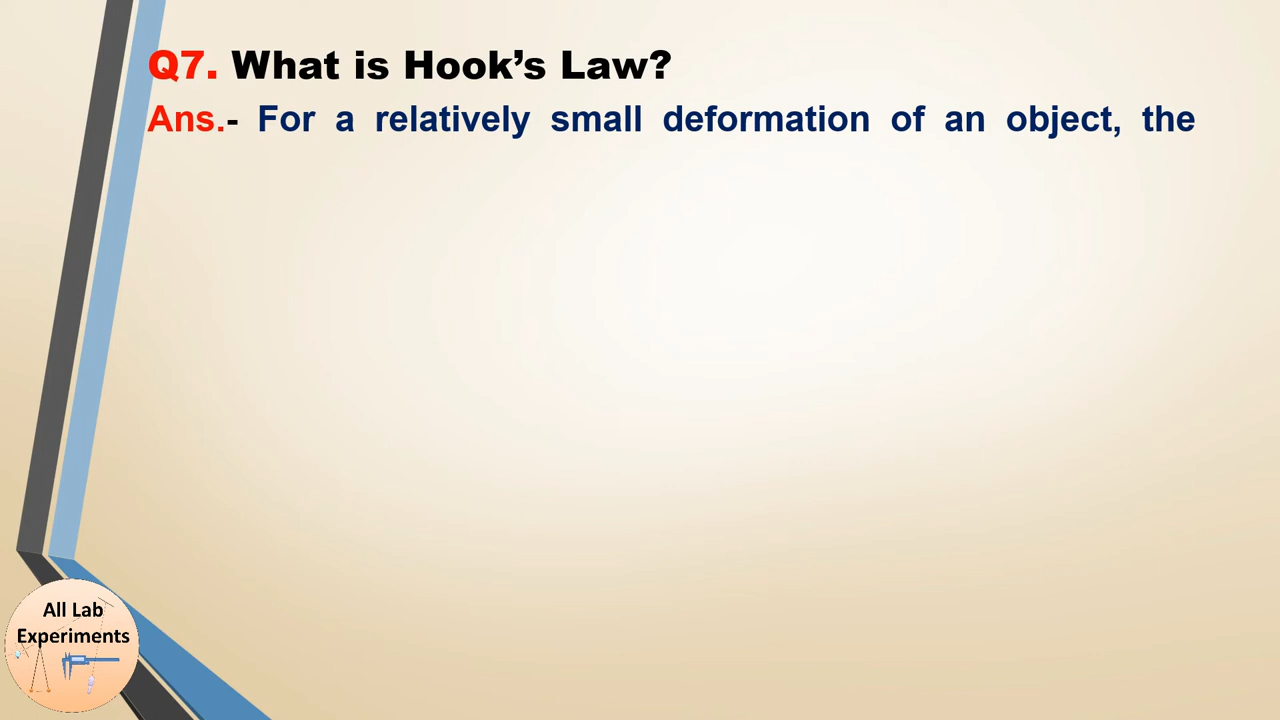 Q7. What is Hook’s Law?
Ans.- For a relatively small deformation of an object, the
All Lab
Experiments